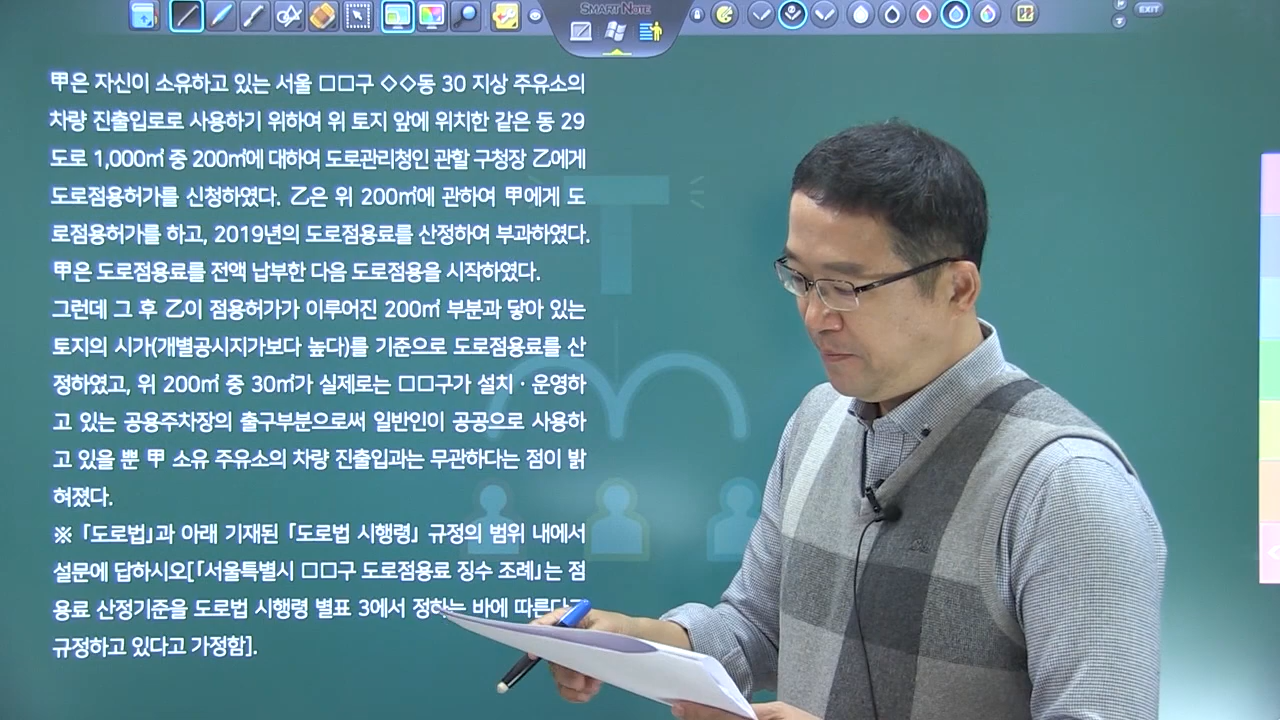 SMART NOTE
EXIT
甲은 자신이 소유하고 있는 서울 □□구 ◇◇동 30 지상 주유소의
차량 진출입로로 사용하기 위하여 위 토지 앞에 위치한 같은 동 29
도로 1,000㎡ 중 200㎡에 대하여 도로관리청인 관할 구청장 乙에게
도로점용허가를 신청하였다. 乙은 위 200㎡에 관하여 甲에게 도
로점용허가를 하고, 2019년의 도로점용료를 산정하여 부과하였다.
甲은 도로점용료를 전액 납부한 다음 도로점용을 시작하였다.
그런데 그 후 乙이 점용허가가 이루어진 200㎡ 부분과 닿아 있는
토지의 시가(개별공시지가보다 높다)를 기준으로 도로점용료를 산
정하였고, 위 200㎡ 중 30㎡가 실제로는 □□구가 설치 · 운영하
고 있는 공용주차장의 출구부분으로써 일반인이 공공으로 사용하
고 있을 뿐 甲 소유 주유소의 차량 진출입과는 무관하다는 점이 밝
혀졌다.
※ 「도로법」과 아래 기재된 「도로법 시행령」 규정의 범위 내에서
설문에 답하시오[「서울특별시 □□구 도로점용료 징수 조례」는 점
용료 산정기준을 도로법 시행령 별표 3에서 정하는 바에 따른다고
규정하고 있다고 가정함].